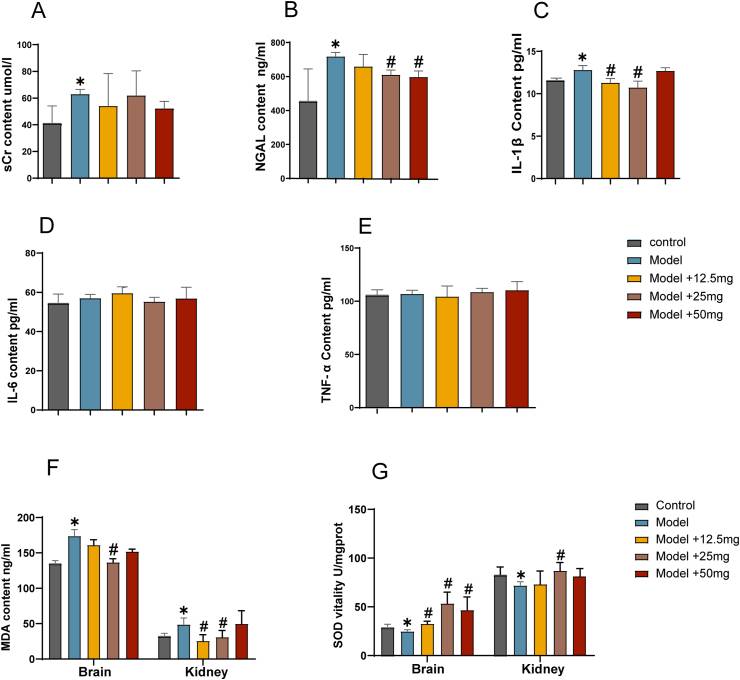 A
B
C
sCr content umol/l
100
80
60
40
20
0
*
NGAL content ng/ml
800
600
400
200
0
*
#
#
IL-1β Content pg/ml
15
10
5
0
*
#
#
D
E
IL-6 content pg/ml
80
60
40
20
0
TNF- α Content pg/ml
150
100
50
0
control
Model
Model +12.5mg
Model +25mg
Model +50mg
F
G
MDA content ng/ml
200
150
100
50
0
*
#
*
#
#
Brain
Kidney
SOD vitality U/mgprot
150
100
50
0
*
#
#
#
*
#
Brain
Kidney
Control
Model
Model +12.5mg
Model +25mg
Model +50mg